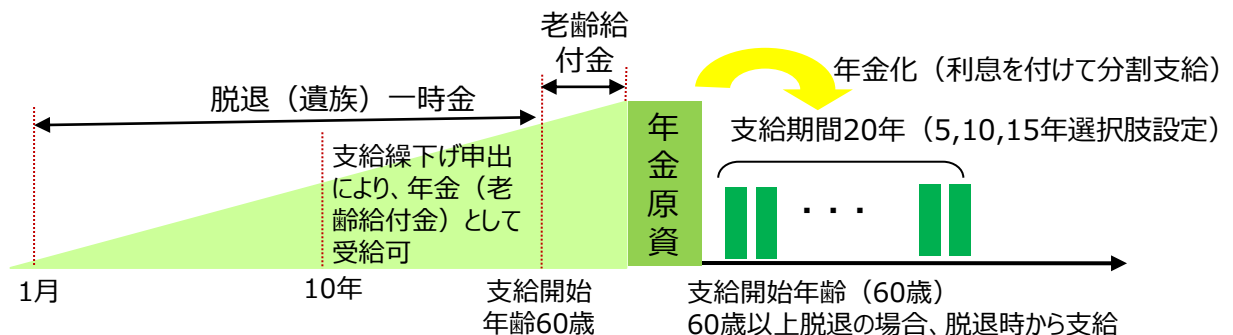 老齢給
付金
年金化（利息を付けて分割支給）
脱退（遺族）一時金
支給期間20年（5,10,15年選択肢設定）
年
金
原
資
支給繰下げ申出
により、年金（老
齢給付金）として
受給可
・・・
1月
10年
支給開始
年齢60歳
支給開始年齢（60歳）
60歳以上脱退の場合、脱退時から支給